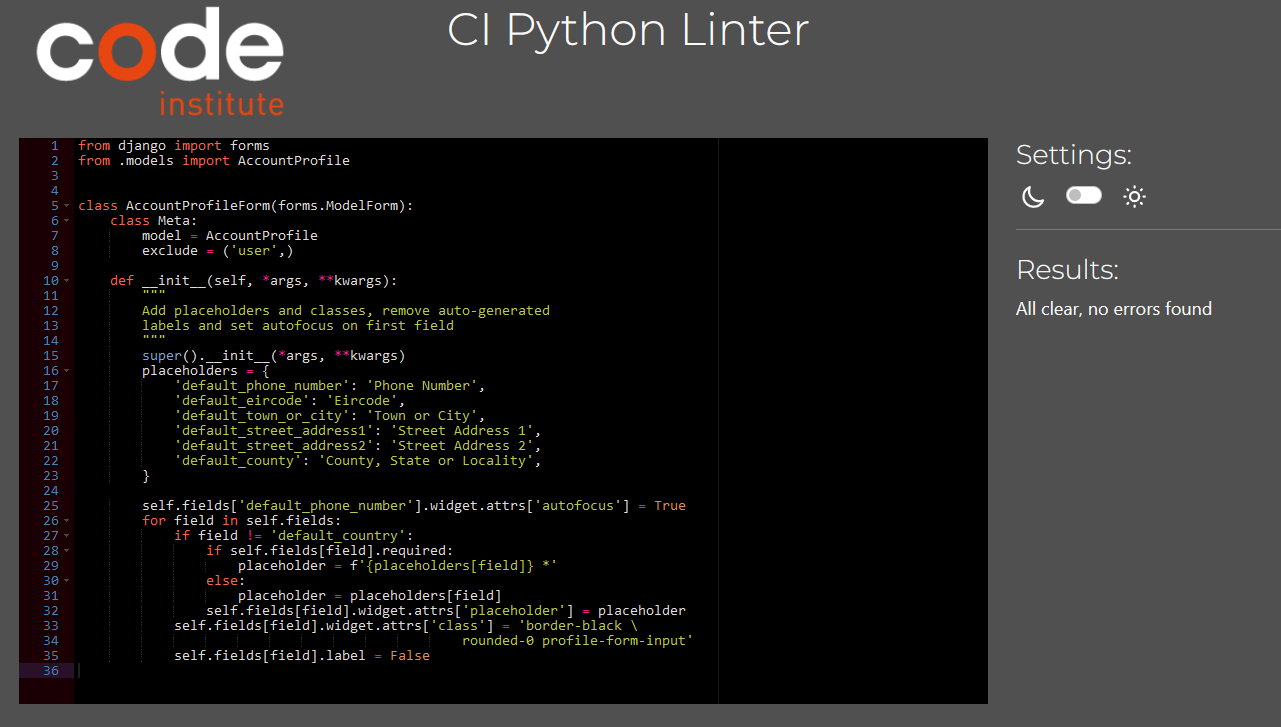 code
institute
CI Python Linter
1 from django import forms
2 from .models import AccountProfile
3
4
5 class AccountProfileForm(forms.ModelForm):
6     class Meta:
7         model = AccountProfile
8         exclude = ('user',)
9
10     def __init__(self, *args, **kwargs):
11         """
12         Add placeholders and classes, remove auto-generated
13         labels and set autofocus on first field
14         """
15         super().__init__(*args, **kwargs)
16         placeholders = {
17             'default_phone_number': 'Phone Number',
18             'default_eircode': 'Eircode',
19             'default_town_or_city': 'Town or City',
20             'default_street_address1': 'Street Address 1',
21             'default_street_address2': 'Street Address 2',
22             'default_county': 'County, State or Locality',
23         }
24
25         self.fields['default_phone_number'].widget.attrs['autofocus'] = True
26         for field in self.fields:
27             if field != 'default_country':
28                 if self.fields[field].required:
29                     placeholder = f'{placeholders[field]} *'
30                 else:
31                     placeholder = placeholders[field]
32                 self.fields[field].widget.attrs['placeholder'] = placeholder
33             self.fields[field].widget.attrs['class'] = 'border-black \
34                                                 rounded-0 profile-form-input'
35             self.fields[field].label = False
36
Settings:
Results:
All clear, no errors found